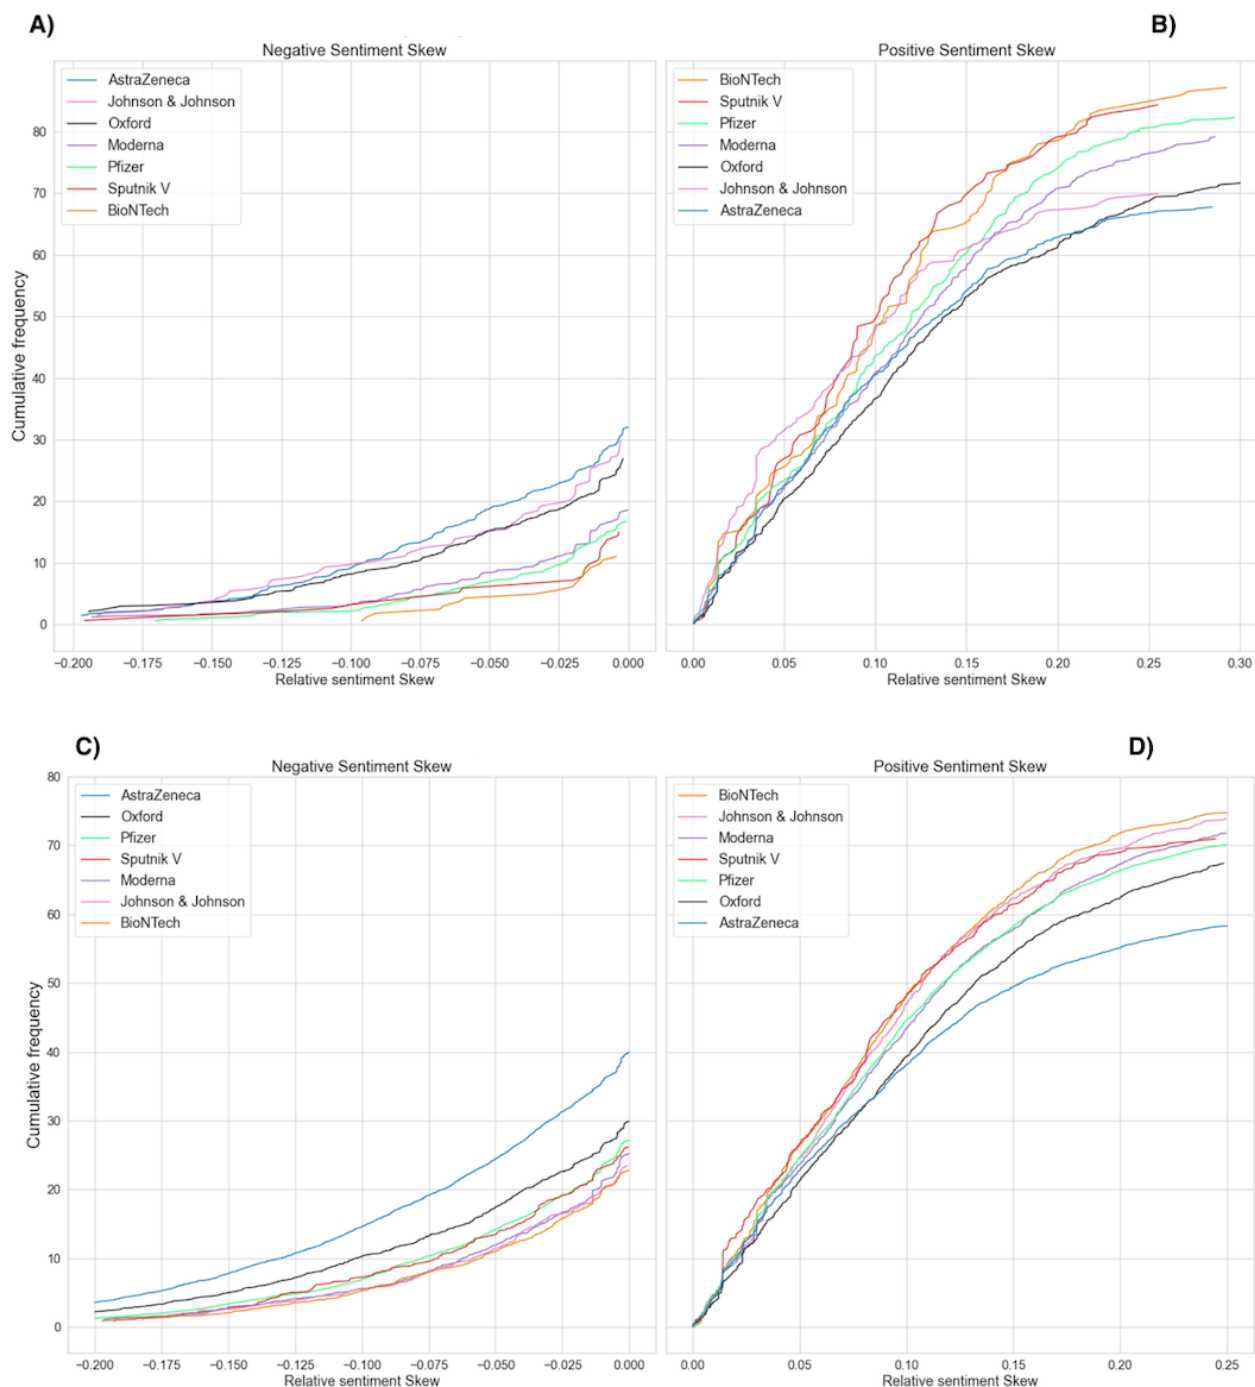 A)
B)
Negative Sentiment Skew
AstraZeneca
Johnson & Johnson
Oxford
Moderna
Pfizer
Sputnik V
BioNTech
80
70
60
50
40
30
20
10
0
Cumulative frequency
−0.200 −0.175 −0.150 −0.125 −0.100 −0.075 −0.050 −0.025 0.000
Relative sentiment Skew
Positive Sentiment Skew
BioNTech
Sputnik V
Pfizer
Moderna
Oxford
Johnson & Johnson
AstraZeneca
0.00 0.05 0.10 0.15 0.20 0.25 0.30
Relative sentiment Skew
C)
D)
Negative Sentiment Skew
AstraZeneca
Oxford
Pfizer
Sputnik V
Moderna
Johnson & Johnson
BioNTech
80
70
60
50
40
30
20
10
0
Cumulative frequency
−0.200 −0.175 −0.150 −0.125 −0.100 −0.075 −0.050 −0.025 0.000
Relative sentiment Skew
Positive Sentiment Skew
BioNTech
Johnson & Johnson
Moderna
Sputnik V
Pfizer
Oxford
AstraZeneca
0.00 0.05 0.10 0.15 0.20 0.25
Relative sentiment Skew